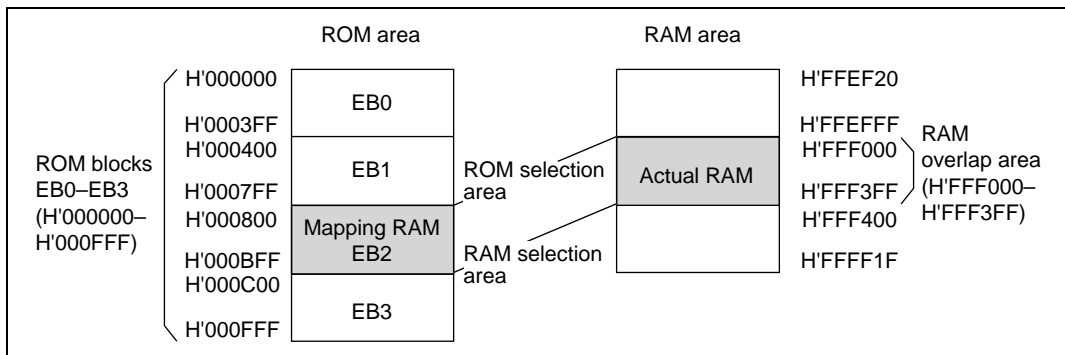 ROM area
RAM area
H'000000
EB0
H'0003FF
H'000400
EB1
H'0007FF
H'000800
Mapping RAM
EB2
H'000BFF
H'000C00
EB3
H'000FFF
ROM blocks
EB0–EB3
(H'000000–
H'000FFF)
ROM selection
area
RAM selection
area
H'FFEF20
H'FFEFFF
H'FFF000
Actual RAM
H'FFF3FF
H'FFF400
H'FFFF1F
RAM
overlap area
(H'FFF000–
H'FFF3FF)